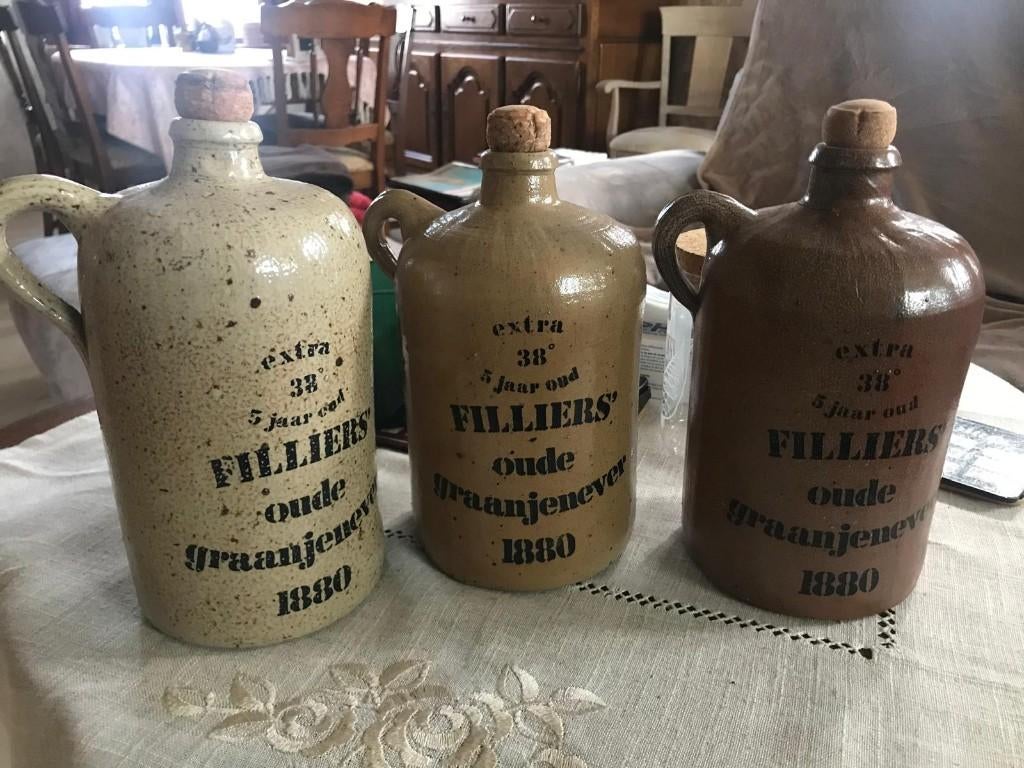 extra
38°
5 jaar oud
FILLIERS'
oude
graanjenever
1880
extra
38°
5 jaar oud
FILLIERS'
oude
graanjenever
1880
extra
38°
5 jaar oud
FILLIERS'
oude
graanjenever
1880